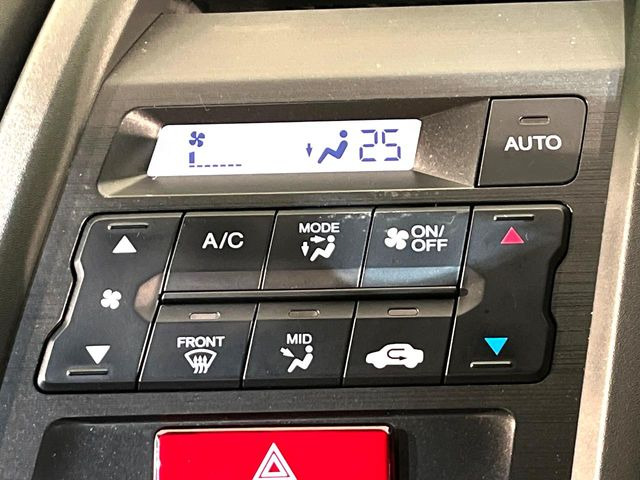 25
AUTO
A/C
MODE
ON/
OFF
FRONT
MID